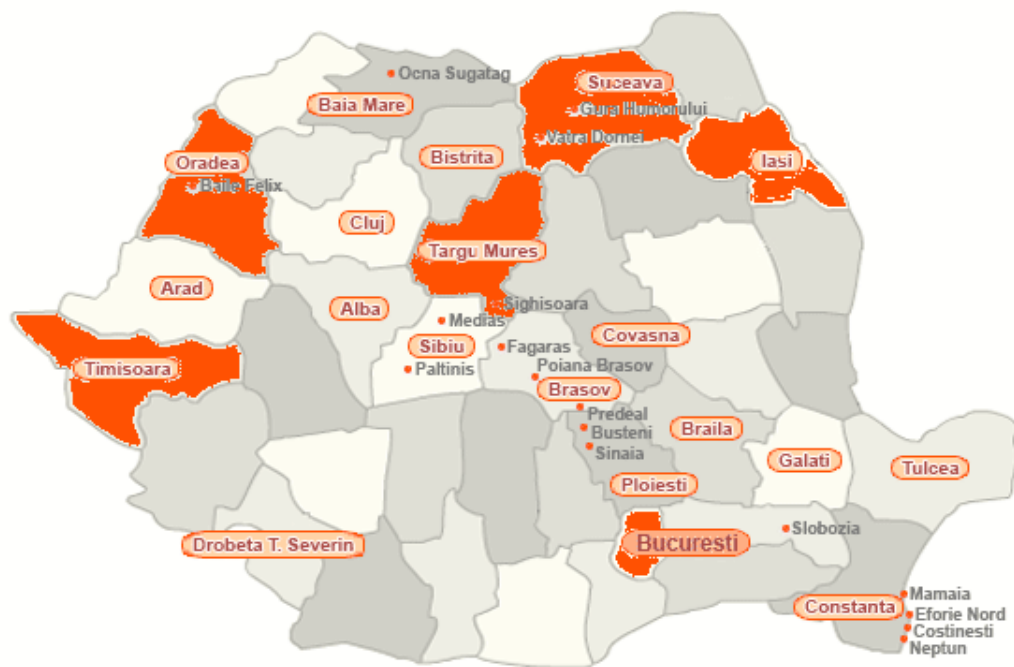 Ocna Sugatag
Suceava
Baia Mare
Gura Humorului
Vatra Dornei
Oradea
Bistrita
Iasi
Baile Felix
Cluj
Targu Mures
Arad
Alba
Sighisoara
Medias
Covasna
Sibiu
Fagaras
Timisoara
Paltinis
Poiana Brasov
Brasov
Predeal
Braila
Busteni
Sinaia
Galati
Tulcea
Ploiesti
Slobozia
Drobeta T. Severin
Bucuresti
Mamaia
Constanta
Eforie Nord
Costinesti
Neptun